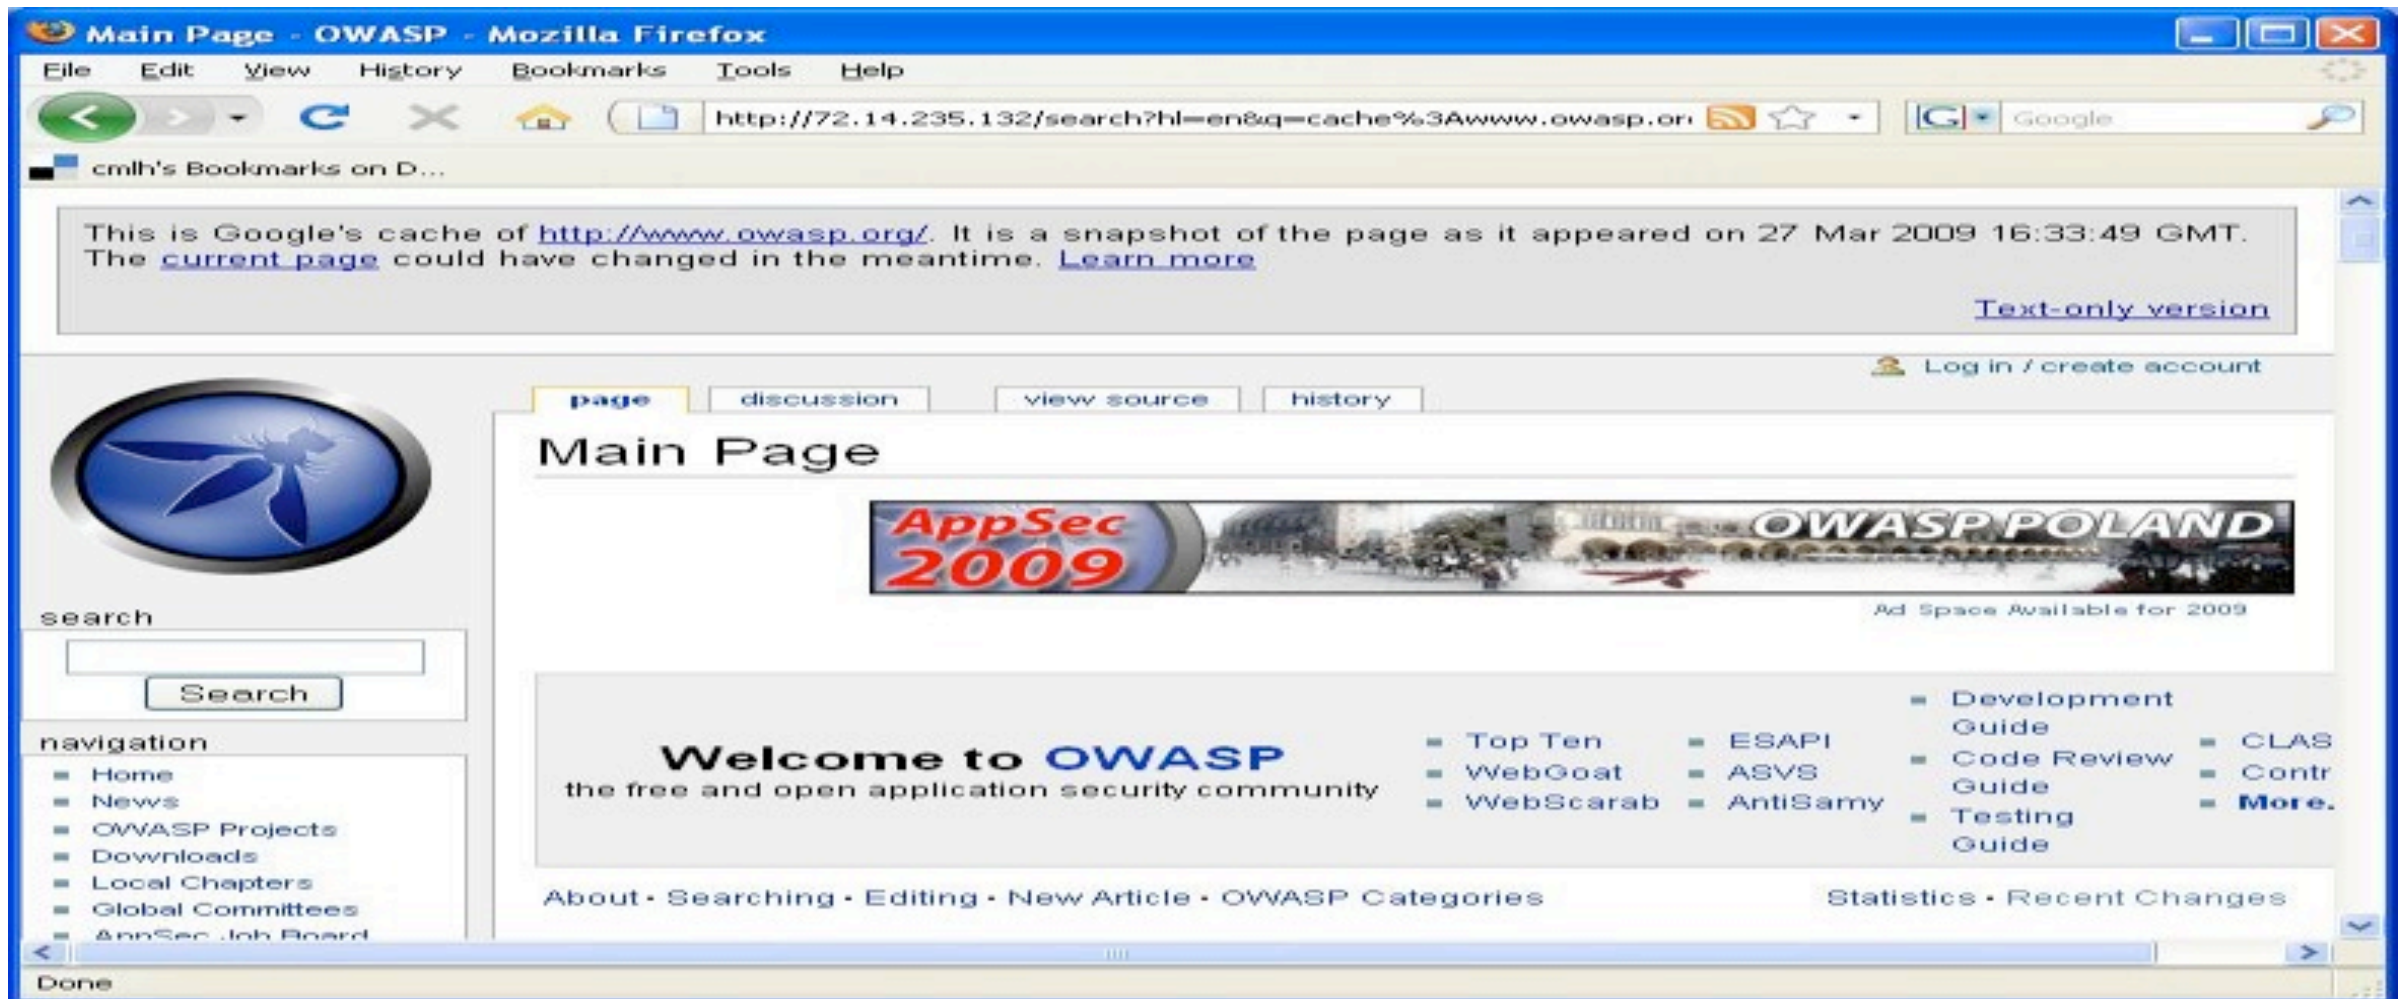 Main Page - OWASP - Mozilla Firefox
File Edit View History Bookmarks Tools Help
http://72.14.235.132/search?hl=en&q=cache%3Awww.owasp.or
G Google
cmlh's Bookmarks on D...
This is Google's cache of http://www.owasp.org/. It is a snapshot of the page as it appeared on 27 Mar 2009 16:33:49 GMT.
The current page could have changed in the meantime. Learn more
Text-only version
Log in / create account
page discussion view source history
Main Page
AppSec
2009
OWASP POLAND
Ad Space Available for 2009
search
Search
navigation
Home
News
OWASP Projects
Downloads
Local Chapters
Global Committees
AppSec Job Board
Welcome to OWASP
the free and open application security community
Top Ten
WebGoat
WebScarab
ESAPI
ASVS
AntiSamy
Development
Guide
Code Review
Guide
Testing
Guide
CLAS
Contr
More.
About · Searching · Editing · New Article · OWASP Categories
Statistics · Recent Changes
Done